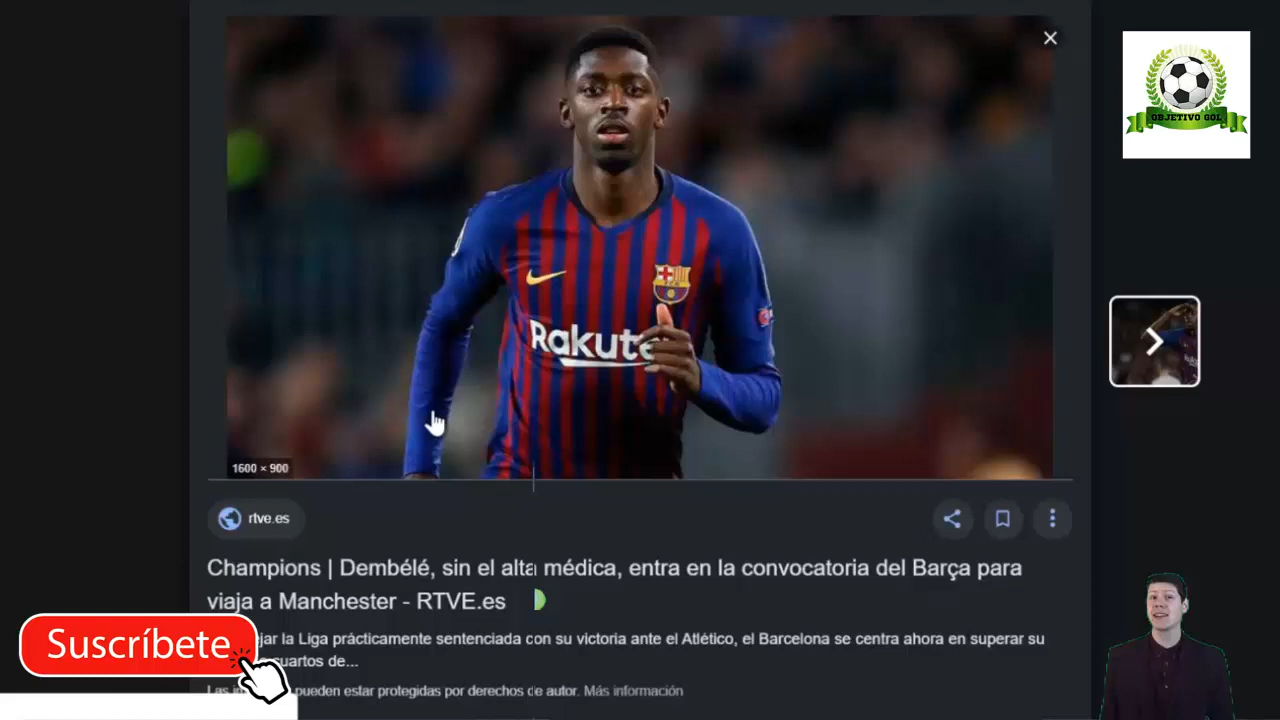 OBJETIVO GOL
Rakute
1600 × 900
rtve.es
Champions | Dembélé, sin el alta médica, entra en la convocatoria del Barça para
viaja a Manchester - RTVE.es
la Liga prácticamente sentenciada con su victoria ante el Atlético, el Barcelona se centra ahora en superar su
cuartos de...
Suscríbete
Las pueden estar protegidas por derechos de autor. Más información